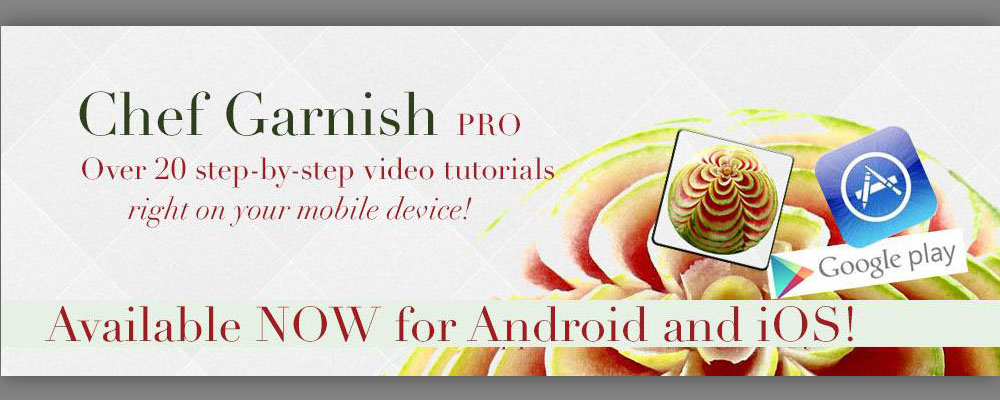 Chef Garnish PRO
Over 20 step-by-step video tutorials
right on your mobile device!
Google play
Available NOW for Android and iOS!